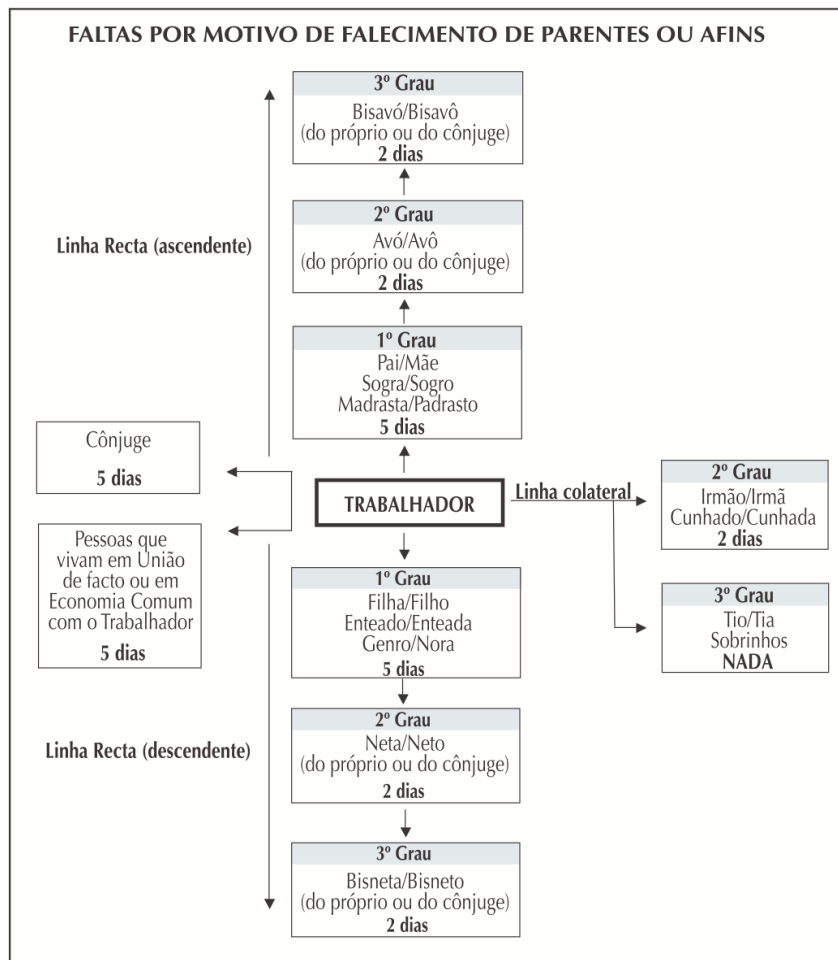 FALTAS POR MOTIVO DE FALECIMENTO DE PARENTES OU AFINS
3º Grau
Bisavó/Bisavô
(do próprio ou do cônjuge)
2 dias
Linha Recta (ascendente)
2º Grau
Avó/Avô
(do próprio ou do cônjuge)
2 dias
1º Grau
Pai/Mãe
Sogra/Sogro
Madrasta/Padrasto
5 dias
Cônjuge
5 dias
TRABALHADOR
Linha colateral
2º Grau
Irmão/Irmã
Cunhado/Cunhada
2 dias
Pessoas que
vivam em União
de facto ou em
Economia Comum
com o Trabalhador
5 dias
1º Grau
Filha/Filho
Enteado/Enteada
Genro/Nora
5 dias
3º Grau
Tio/Tia
Sobrinhos
NADA
Linha Recta (descendente)
2º Grau
Neta/Neto
(do próprio ou do cônjuge)
2 dias
3º Grau
Bisneta/Bisneto
(do próprio ou do cônjuge)
2 dias